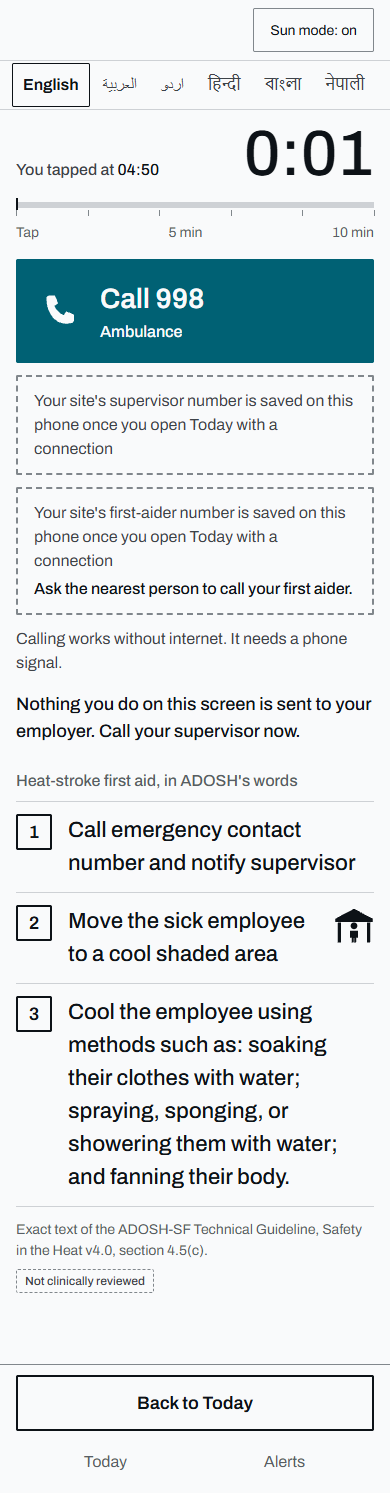 Sun mode: on
English
العربية
اردو
हिन्दी
বাংলা
नेपाली
You tapped at 04:50
0:01
Tap
5 min
10 min
Call 998
Ambulance
Your site's supervisor number is saved on this
phone once you open Today with a
connection
Your site's first-aider number is saved on this
phone once you open Today with a
connection
Ask the nearest person to call your first aider.
Calling works without internet. It needs a phone
signal.
Nothing you do on this screen is sent to your
employer. Call your supervisor now.
Heat-stroke first aid, in ADOSH's words
1
Call emergency contact
number and notify supervisor
2
Move the sick employee
to a cool shaded area
3
Cool the employee using
methods such as: soaking
their clothes with water;
spraying, sponging, or
showering them with water;
and fanning their body.
Exact text of the ADOSH-SF Technical Guideline, Safety
in the Heat v4.0, section 4.5(c).
Not clinically reviewed
Back to Today
Today
Alerts